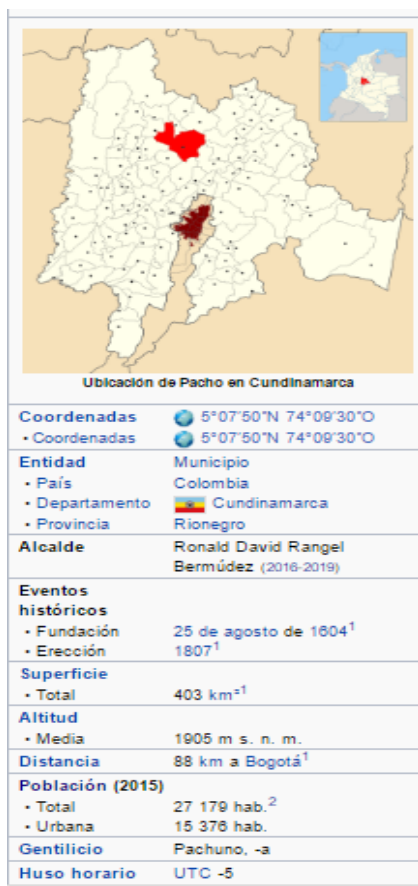 Ubicación de Pacho en Cundinamarca
Coordenadas 5°07'50"N 74°09'30"O
• Coordenadas 5°07'50"N 74°09'30"O
Entidad Municipio
• País Colombia
• Departamento Cundinamarca
• Provincia Rionegro
Alcalde Ronald David Rangel
Bermúdez (2016-2019)
Eventos
históricos
• Fundación 25 de agosto de 1604¹
• Erección 1807¹
Superficie
• Total 403 km²¹
Altitud
• Media 1905 m s. n. m.
Distancia 88 km a Bogotá¹
Población (2015)
• Total 27 179 hab.²
• Urbana 15 376 hab.
Gentilicio Pachuno, -a
Huso horario UTC -5